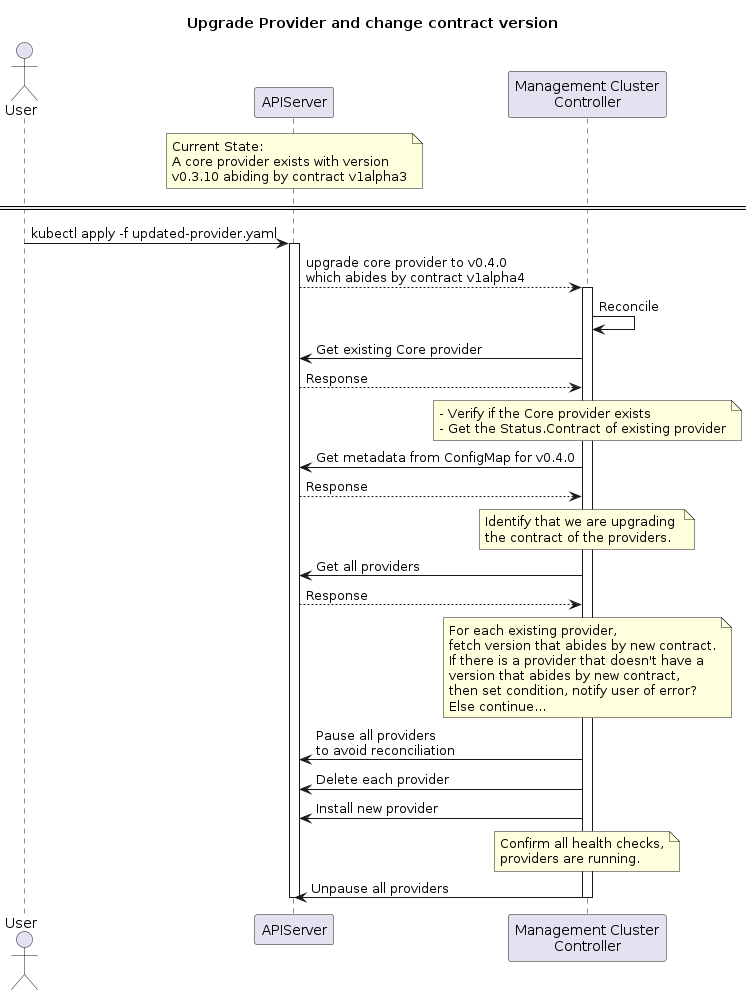 Upgrade Provider and change contract version
User
APIServer
Management Cluster
Controller
Current State:
A core provider exists with version
v0.3.10 abiding by contract v1alpha3
kubectl apply -f updated-provider.yaml
upgrade core provider to v0.4.0
which abides by contract v1alpha4
Reconcile
Get existing Core provider
Response
- Verify if the Core provider exists
- Get the Status.Contract of existing provider
Get metadata from ConfigMap for v0.4.0
Response
Identify that we are upgrading
the contract of the providers.
Get all providers
Response
For each existing provider,
fetch version that abides by new contract.
If there is a provider that doesn't have a
version that abides by new contract,
then set condition, notify user of error?
Else continue...
Pause all providers
to avoid reconciliation
Delete each provider
Install new provider
Confirm all health checks,
providers are running.
Unpause all providers
User
APIServer
Management Cluster
Controller